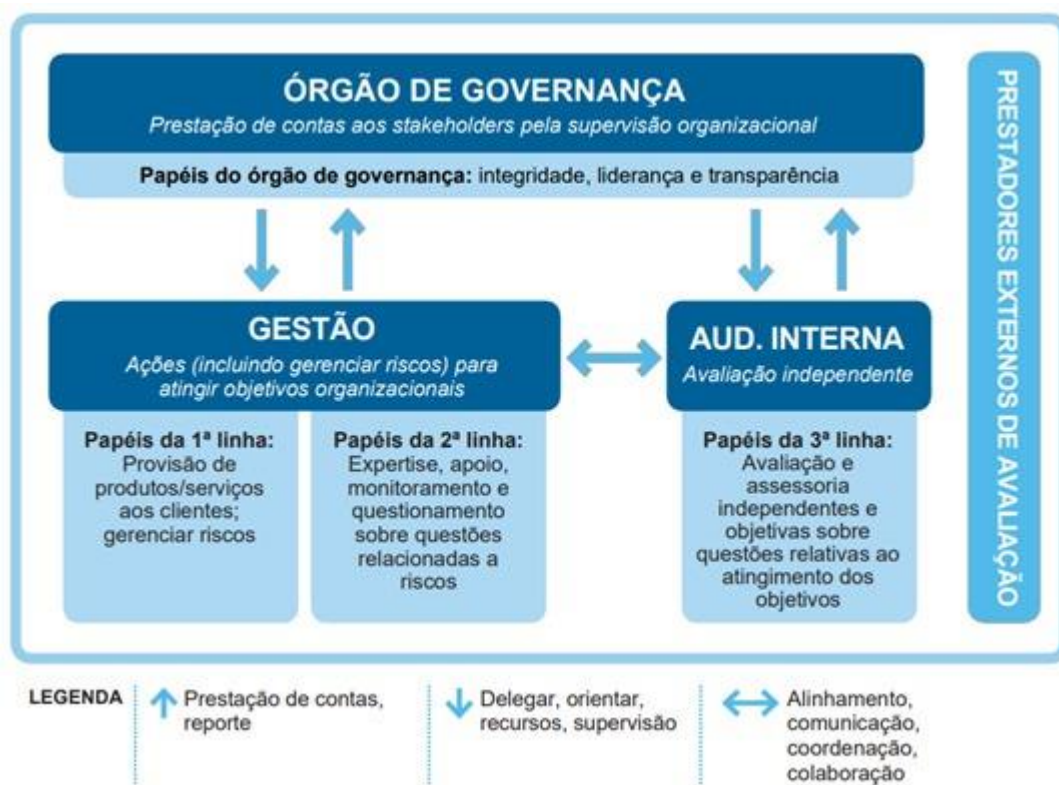 ÓRGÃO DE GOVERNANÇA
Prestação de contas aos stakeholders pela supervisão organizacional
Papéis do órgão de governança: integridade, liderança e transparência
GESTÃO
Ações (incluindo gerenciar riscos) para
atingir objetivos organizacionais
Papéis da 1ª linha:
Provisão de
produtos/serviços
aos clientes;
gerenciar riscos
Papéis da 2ª linha:
Expertise, apoio,
monitoramento e
questionamento
sobre questões
relacionadas a
riscos
AUD. INTERNA
Avaliação independente
Papéis da 3ª linha:
Avaliação e
assessoria
independentes e
objetivas sobre
questões relativas ao
atingimento dos
objetivos
PRESTADORES EXTERNOS DE AVALIAÇÃO
LEGENDA
Prestação de contas,
reporte
Delegar, orientar,
recursos, supervisão
Alinhamento,
comunicação,
coordenação,
colaboração